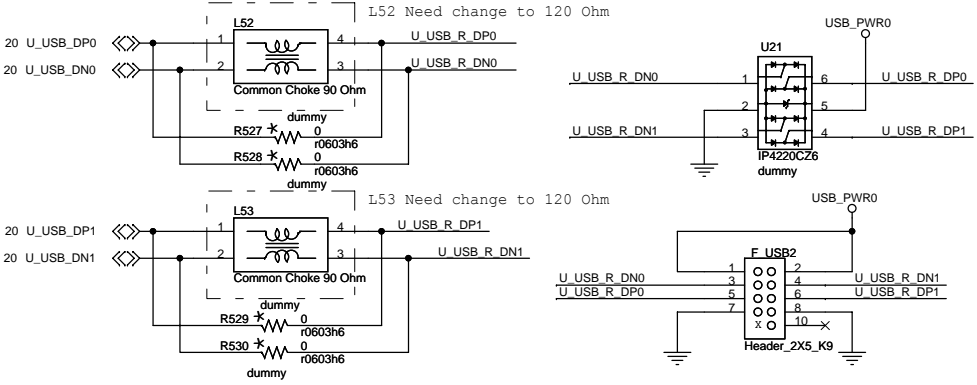 L52 Need change to 120 Ohm
L52
20 U_USB_DP0
1
4
U_USB_R_DP0
20 U_USB_DN0
2
3
U_USB_R_DN0
Common Choke 90 Ohm
dummy
R527
0
r0603h6
R528
0
r0603h6
dummy
L53 Need change to 120 Ohm
L53
20 U_USB_DP1
1
4
U_USB_R_DP1
20 U_USB_DN1
2
3
U_USB_R_DN1
Common Choke 90 Ohm
dummy
R529
0
r0603h6
R530
0
r0603h6
dummy
USB_PWR0
U21
U_USB_R_DN0
1
6
U_USB_R_DP0
2
5
U_USB_R_DN1
3
4
U_USB_R_DP1
IP4220CZ6
dummy
USB_PWR0
F_USB2
1
2
U_USB_R_DN0
3
4
U_USB_R_DN1
U_USB_R_DP0
5
6
U_USB_R_DP1
7
8
X
10
Header_2X5_K9